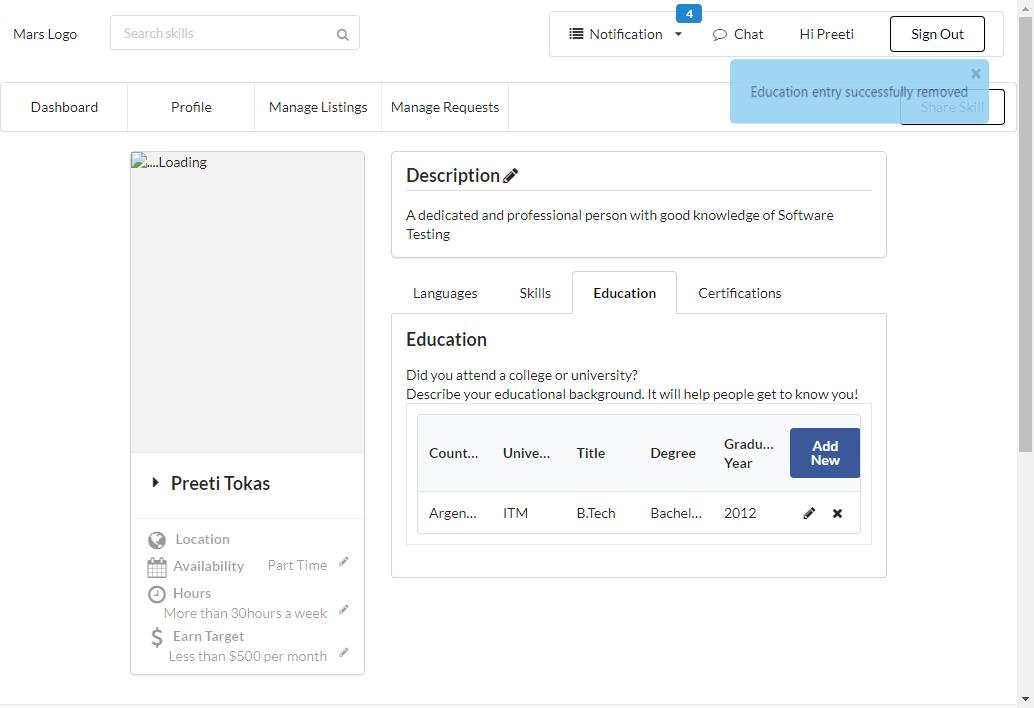 Mars Logo
Search skills
4
Notification
Chat
Hi Preeti
Sign Out
Education entry successfully removed
Dashboard
Profile
Manage Listings
Manage Requests
Share Skill
....Loading
Preeti Tokas
Location
Availability
Part Time
Hours
More than 30hours a week
Earn Target
Less than $500 per month
Description
A dedicated and professional person with good knowledge of Software
Testing
Languages
Skills
Education
Certifications
Education
Did you attend a college or university?
Describe your educational background. It will help people get to know you!
Count...
Unive...
Title
Degree
Gradu...
Year
Add
New
Argen...
ITM
B.Tech
Bachel...
2012